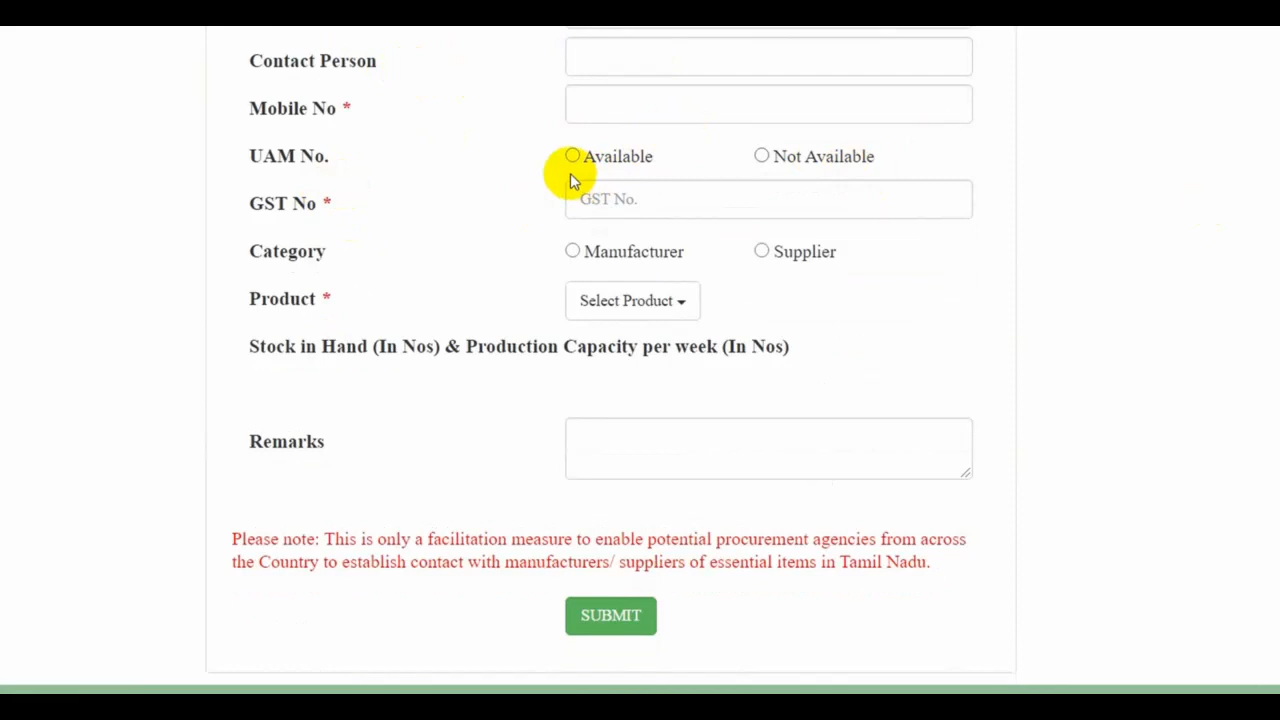 Contact Person
Mobile No *
UAM No. Available Not Available
GST No * GST No.
Category Manufacturer Supplier
Product * Select Product
Stock in Hand (In Nos) & Production Capacity per week (In Nos)
Remarks
Please note: This is only a facilitation measure to enable potential procurement agencies from across
the Country to establish contact with manufacturers/ suppliers of essential items in Tamil Nadu.
SUBMIT